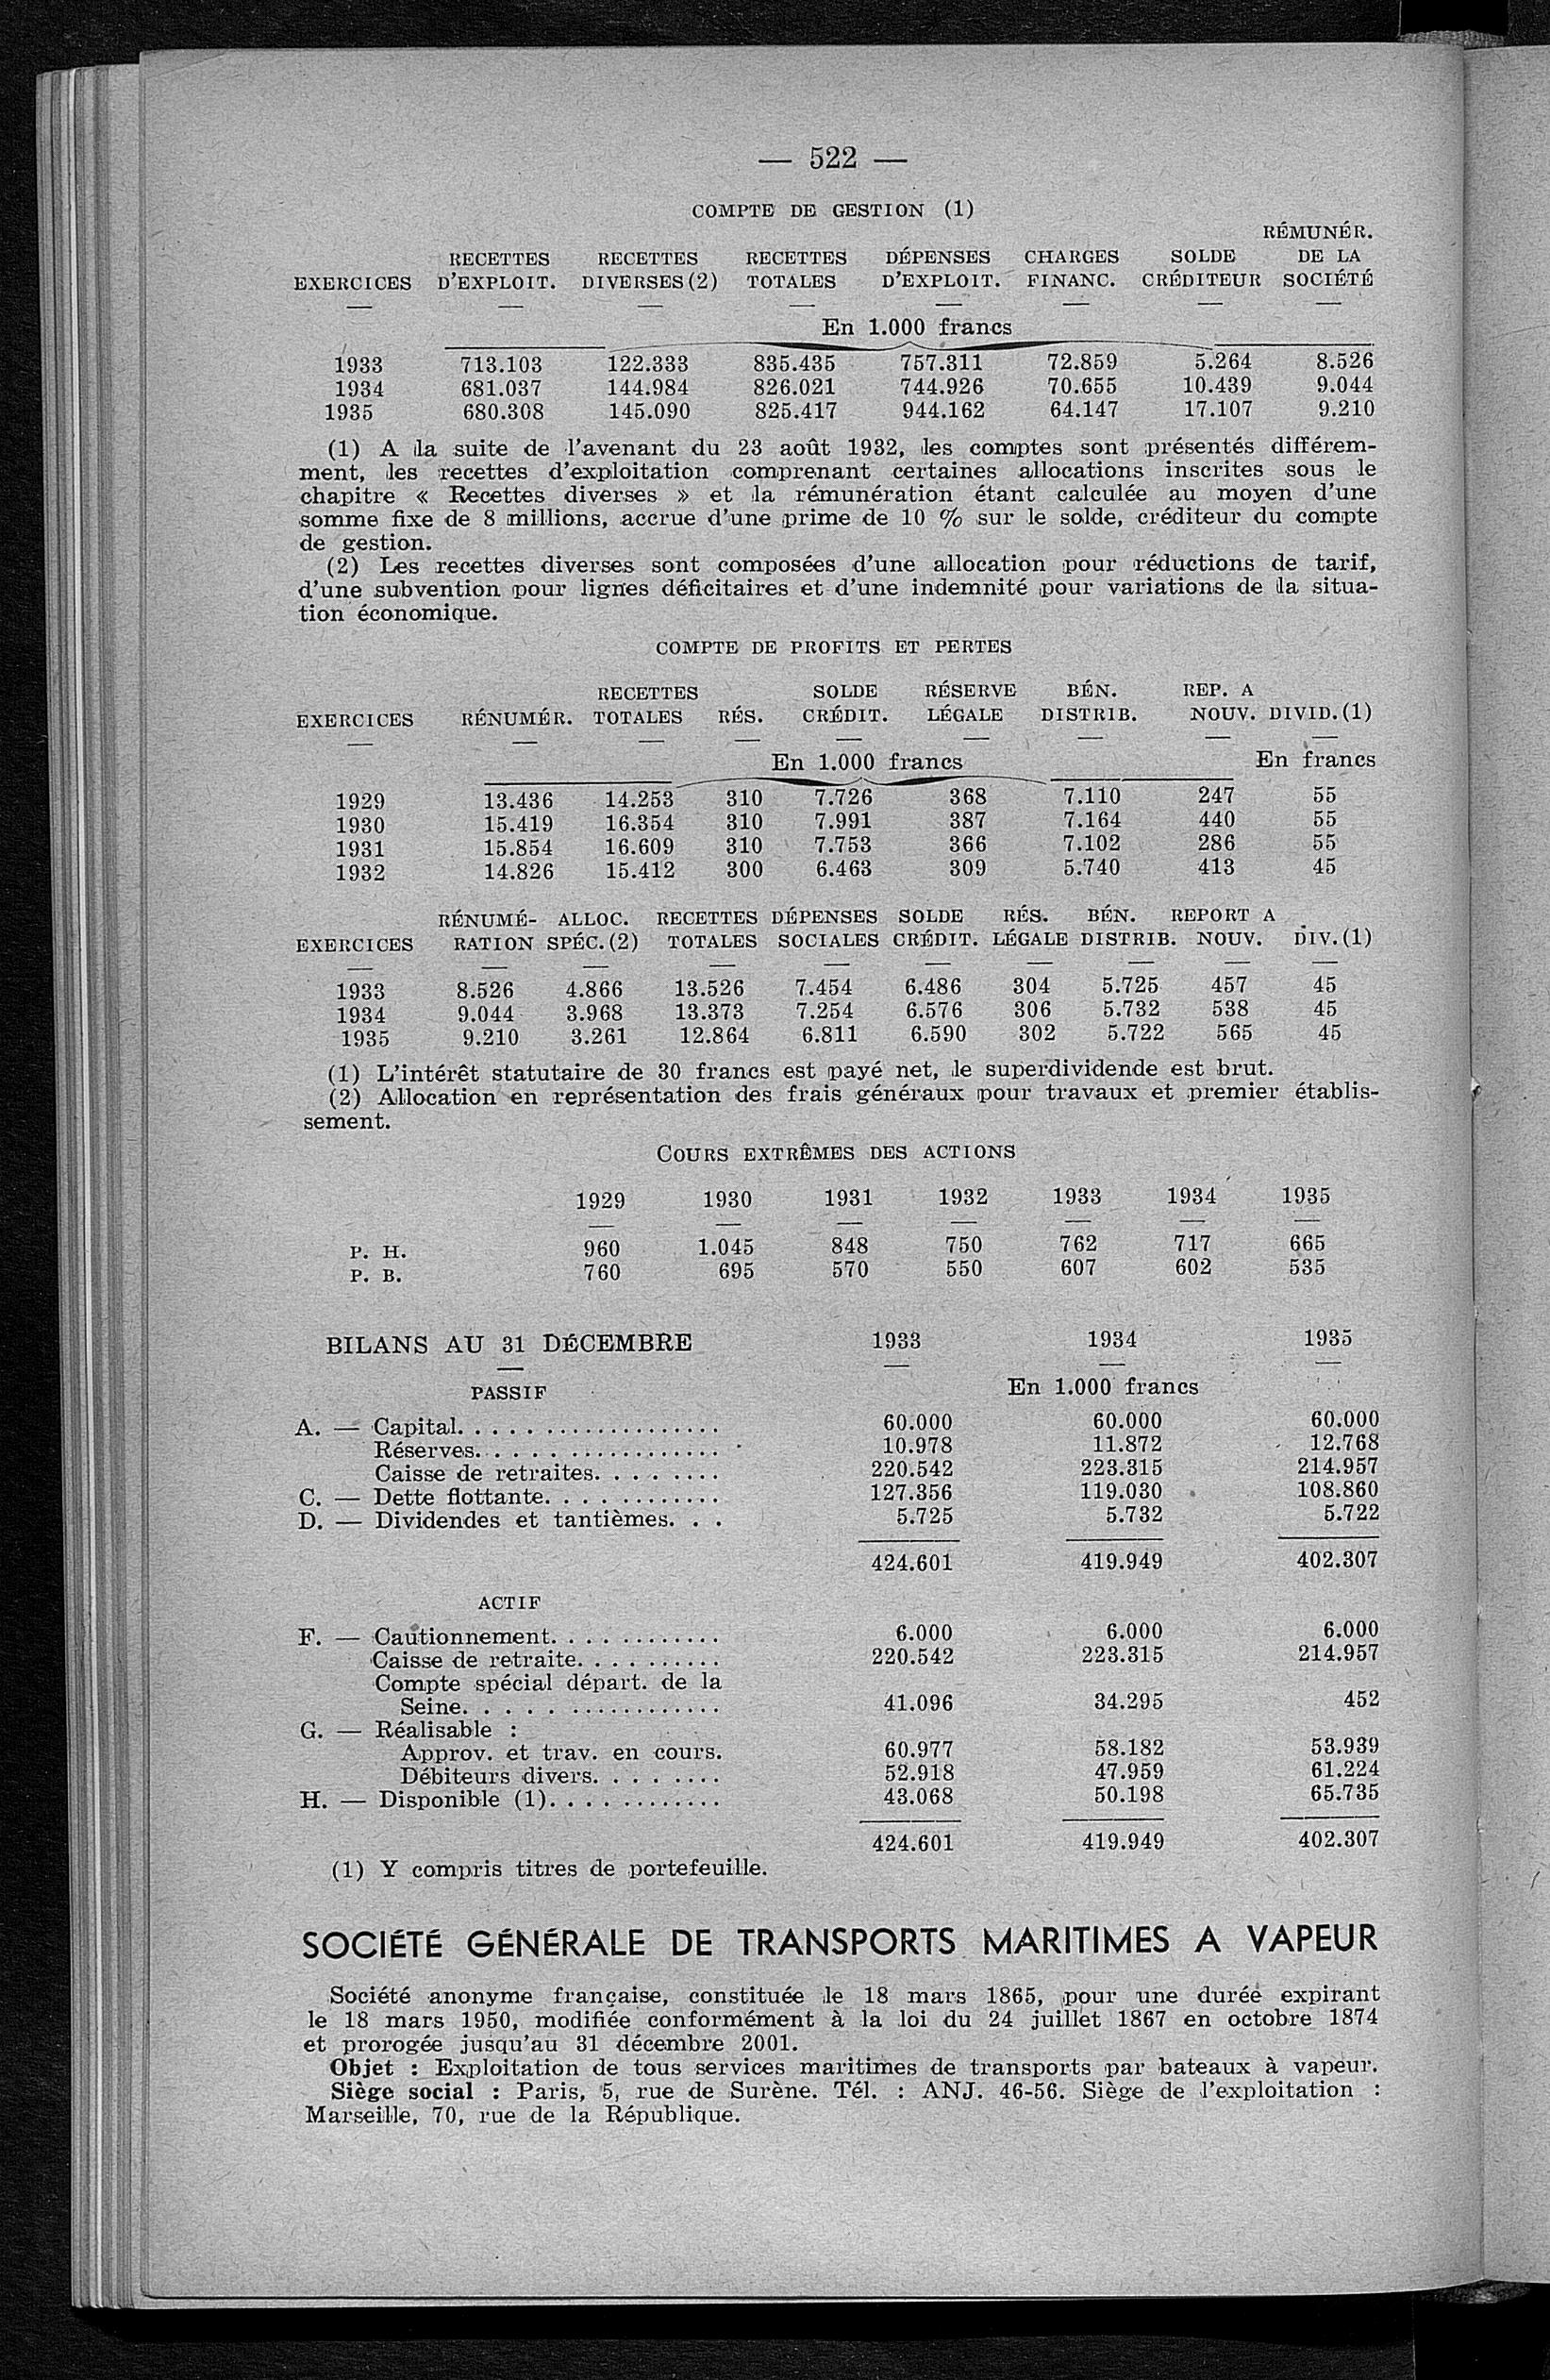 — 522 —
COMPTE DE GESTION (1)
RÉMUNÉR.
RECETTES RECETTES RECETTES DÉPENSES CHARGES SOLDE DE LA
EXERCICES D'EXPLOIT. DIVERSES (2) TOTALES D'EXPLOIT. FINANC. CRÉDITEUR SOCIÉTÉ
En 1.000 francs
1933 713.103 122.333 835.435 757.311 72.859 5.264 8.526
1934 681.037 144.984 826.021 744.926 70.655 10.439 9.044
1935 680.308 145.090 825.417 944.162 64.147 17.107 9.210
(1) A la suite de l'avenant du 23 août 1932, les comptes sont présentés différem-
ment, les recettes d'exploitation comprenant certaines allocations inscrites sous le
chapitre « Recettes diverses » et la rémunération étant calculée au moyen d'une
somme fixe de 8 millions, accrue d'une prime de 10 % sur le solde, créditeur du compte
de gestion.
(2) Les recettes diverses sont composées d'une allocation pour réductions de tarif,
d'une subvention pour lignes déficitaires et d'une indemnité pour variations de la situa-
tion économique.
COMPTE DE PROFITS ET PERTES
RECETTES SOLDE RÉSERVE BÉN. REP. A
EXERCICES RÉNUMÉR. TOTALES RÉS. CRÉDIT. LÉGALE DISTRIB. NOUV. DIVID. (1)
En 1.000 francs En francs
1929 13.436 14.253 310 7.726 368 7.110 247 55
1930 15.419 16.354 310 7.991 387 7.164 440 55
1931 15.854 16.609 310 7.753 366 7.102 286 55
1932 14.826 15.412 300 6.463 309 5.740 413 45
RÉNUMÉ- ALLOC. RECETTES DÉPENSES SOLDE RÉS. BÉN. REPORT A
EXERCICES RATION SPÉC. (2) TOTALES SOCIALES CRÉDIT. LÉGALE DISTRIB. NOUV. DIV. (1)
1933 8.526 4.866 13.526 7.454 6.486 304 5.725 457 45
1934 9.044 3.968 13.373 7.254 6.576 306 5.732 538 45
1935 9.210 3.261 12.864 6.811 6.590 302 5.722 565 45
(1) L'intérêt statutaire de 30 francs est payé net, le superdividende est brut.
(2) Allocation en représentation des frais généraux pour travaux et premier établis-
sement.
COURS EXTRÊMES DES ACTIONS
1929 1930 1931 1932 1933 1934 1935
P. H. 960 1.045 848 750 762 717 665
P. B. 760 695 570 550 607 602 535
BILANS AU 31 DÉCEMBRE 1933 1934 1935
PASSIF En 1.000 francs
A. — Capital. . . . . . . . . . . . . . . . . . . 60.000 60.000 60.000
Réserves. . . . . . . . . . . . . . . . . . 10.978 11.872 12.768
Caisse de retraites. . . . . . . . 220.542 223.315 214.957
C. — Dette flottante. . . . . . . . . . . . 127.356 119.030 108.860
D. — Dividendes et tantièmes. . . 5.725 5.732 5.722
424.601 419.949 402.307
ACTIF
F. — Cautionnement. . . . . . . . . . . . 6.000 6.000 6.000
Caisse de retraite. . . . . . . . . . 220.542 223.315 214.957
Compte spécial départ. de la
Seine. . . . . . . . . . . . . . . . . 41.096 34.295 452
G. — Réalisable :
Approv. et trav. en cours. 60.977 58.182 53.939
Débiteurs divers. . . . . . . . 52.918 47.959 61.224
H. — Disponible (1). . . . . . . . . . . . 43.068 50.198 65.735
424.601 419.949 402.307
(1) Y compris titres de portefeuille.
SOCIÉTÉ GÉNÉRALE DE TRANSPORTS MARITIMES A VAPEUR
Société anonyme française, constituée le 18 mars 1865, pour une durée expirant
le 18 mars 1950, modifiée conformément à la loi du 24 juillet 1867 en octobre 1874
et prorogée jusqu'au 31 décembre 2001.
Objet : Exploitation de tous services maritimes de transports par bateaux à vapeur.
Siège social : Paris, 5, rue de Surène. Tél. : ANJ. 46-56. Siège de l'exploitation :
Marseille, 70, rue de la République.